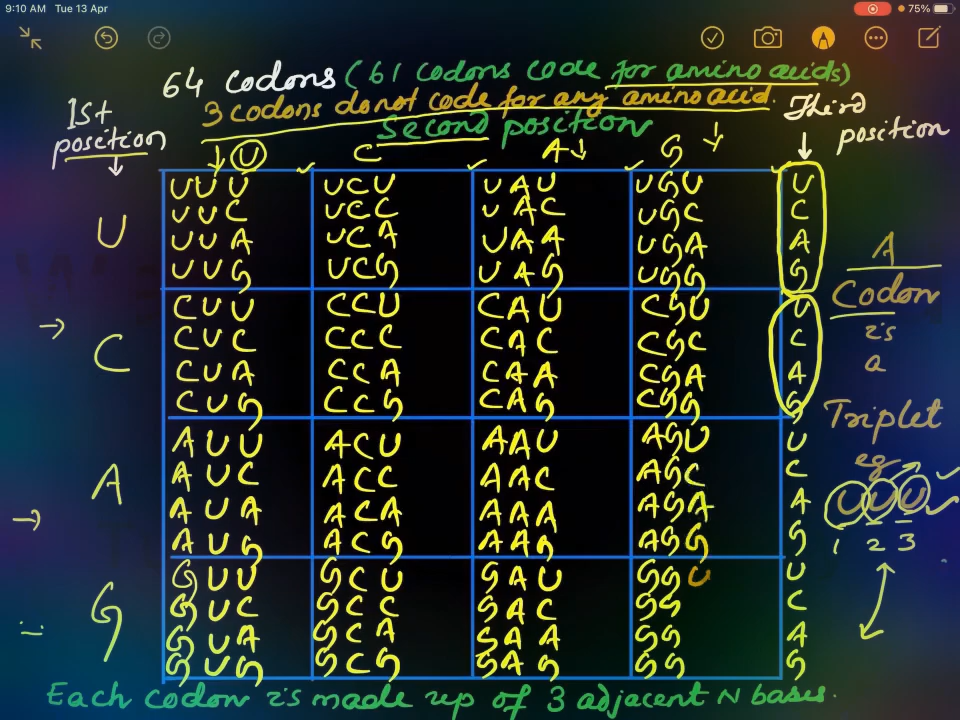 9:10 AM Tue 13 Apr 75%
64 codons (61 codons code for amino acids)
3 codons do not code for any amino acid.
Ist position
Second position
Third position
U C A G
U
UUU UCU UAU UGU U
UUC UCC UAC UGC C
UUA UCA UAA UGA A
UUG UCG UAG UGG G
C
CUU CCU CAU CGU U
CUC CCC CAC CGC C
CUA CCA CAA CGA A
CUG CCG CAG CGG G
A
AUU ACU AAU AGU U
AUC ACC AAC AGC C
AUA ACA AAA AGA A
AUG ACG AAG AGG G
G
GUU GCU GAU GGU U
GUC GCC GAC GG C
GUA GCA GAA GG A
GUG GCG GAG GG G
A
Codon
is
a
Triplet
eg
UUU
1 2 3
Each codon is made up of 3 adjacent N bases.